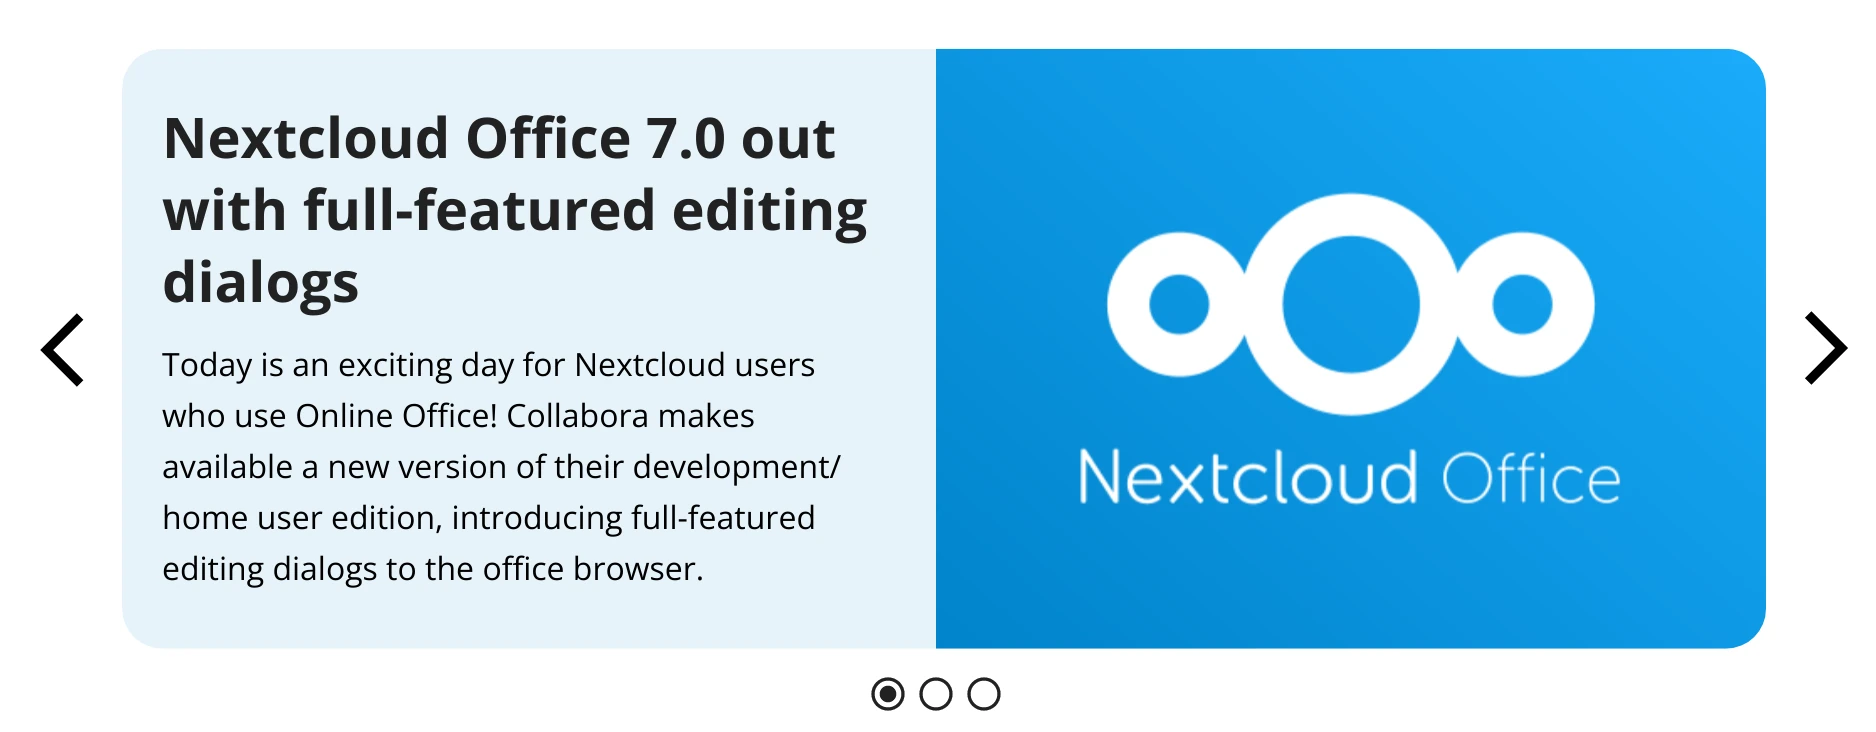 Nextcloud Office 7.0 out
with full-featured editing
dialogs
Today is an exciting day for Nextcloud users
who use Online Office! Collabora makes
available a new version of their development/
home user edition, introducing full-featured
editing dialogs to the office browser.
Nextcloud Office